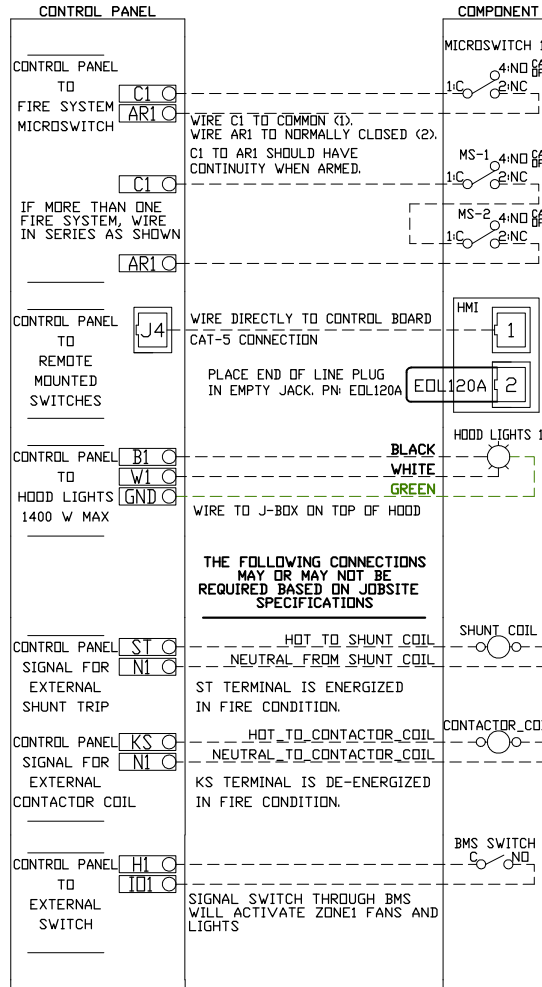 CONTROL PANEL
COMPONENT
CONTROL PANEL
TO
FIRE SYSTEM
MICROSWITCH
C1
AR1
WIRE C1 TO COMMON (1).
WIRE AR1 TO NORMALLY CLOSED (2).
C1 TO AR1 SHOULD HAVE
CONTINUITY WHEN ARMED.
MICROSWITCH 1
4:NO
1:C
2:NC
C1
IF MORE THAN ONE
FIRE SYSTEM, WIRE
IN SERIES AS SHOWN
AR1
MS-1
4:NO
1:C
2:NC
MS-2
4:NO
1:C
2:NC
CONTROL PANEL
TO
REMOTE
MOUNTED
SWITCHES
J4
WIRE DIRECTLY TO CONTROL BOARD
CAT-5 CONNECTION
PLACE END OF LINE PLUG
IN EMPTY JACK. PN: EOL120A
HMI
1
EOL120A
2
CONTROL PANEL
TO
HOOD LIGHTS
1400 W MAX
B1
W1
GND
BLACK
WHITE
GREEN
WIRE TO J-BOX ON TOP OF HOOD
HOOD LIGHTS 1
THE FOLLOWING CONNECTIONS
MAY OR MAY NOT BE
REQUIRED BASED ON JOBSITE
SPECIFICATIONS
CONTROL PANEL
SIGNAL FOR
EXTERNAL
SHUNT TRIP
ST
N1
HOT TO SHUNT COIL
NEUTRAL FROM SHUNT COIL
ST TERMINAL IS ENERGIZED
IN FIRE CONDITION.
SHUNT COIL
CONTROL PANEL
SIGNAL FOR
EXTERNAL
CONTACTOR COIL
KS
N1
HOT_TO_CONTACTOR_COIL
NEUTRAL_TO_CONTACTOR_COIL
KS TERMINAL IS DE-ENERGIZED
IN FIRE CONDITION.
CONTROL PANEL
TO
EXTERNAL
SWITCH
H1
IO1
SIGNAL SWITCH THROUGH BMS
WILL ACTIVATE ZONE1 FANS AND
LIGHTS
BMS SWITCH
C
NO